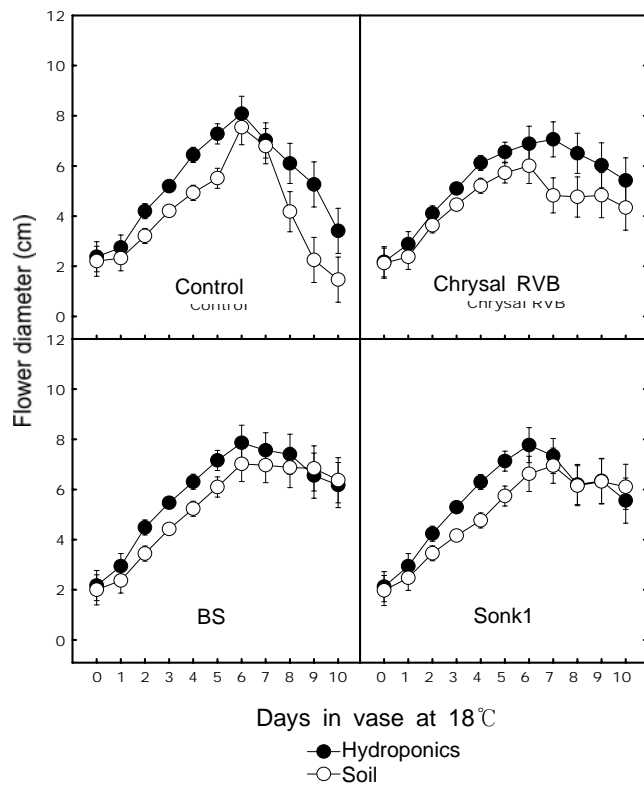 12
10
8
6
4
2
0
Control
Control
Chrysal RVB
Chrysal RVB
Flower diameter (cm)
12
10
8
6
4
2
0
BS
Sonk1
0 1 2 3 4 5 6 7 8 9 10
0 1 2 3 4 5 6 7 8 9 10
Days in vase at 18℃
Hydroponics
Soil